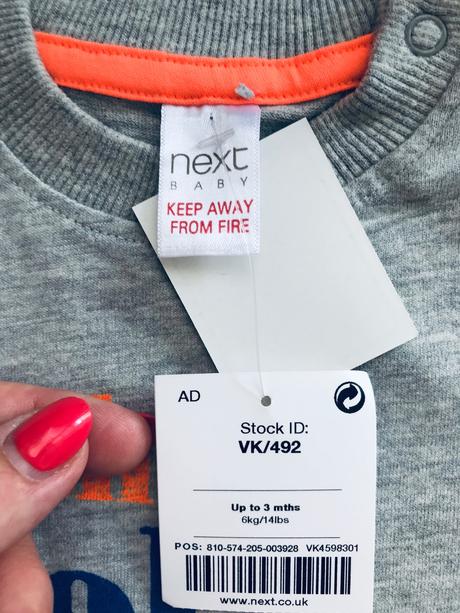 next
BABY
KEEP AWAY
FROM FIRE
AD
Stock ID:
VK/492
Up to 3 mths
6kg/14lbs
POS: 810-574-205-003928 VK4598301
www.next.co.uk